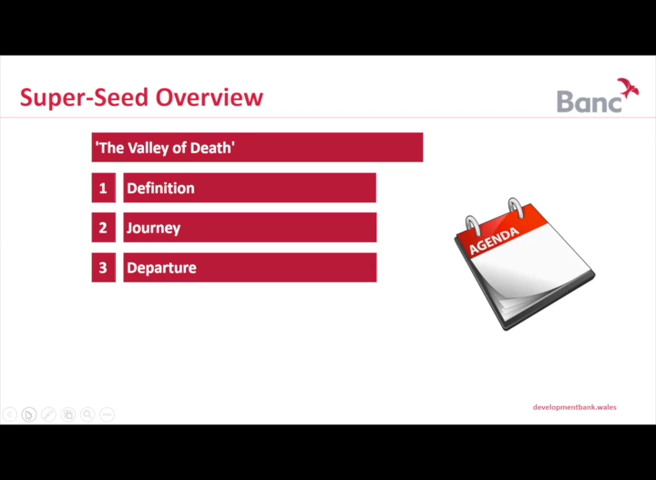 Super-Seed Overview
Banc
'The Valley of Death'
1 Definition
2 Journey
3 Departure
AGENDA
developmentbank.wales